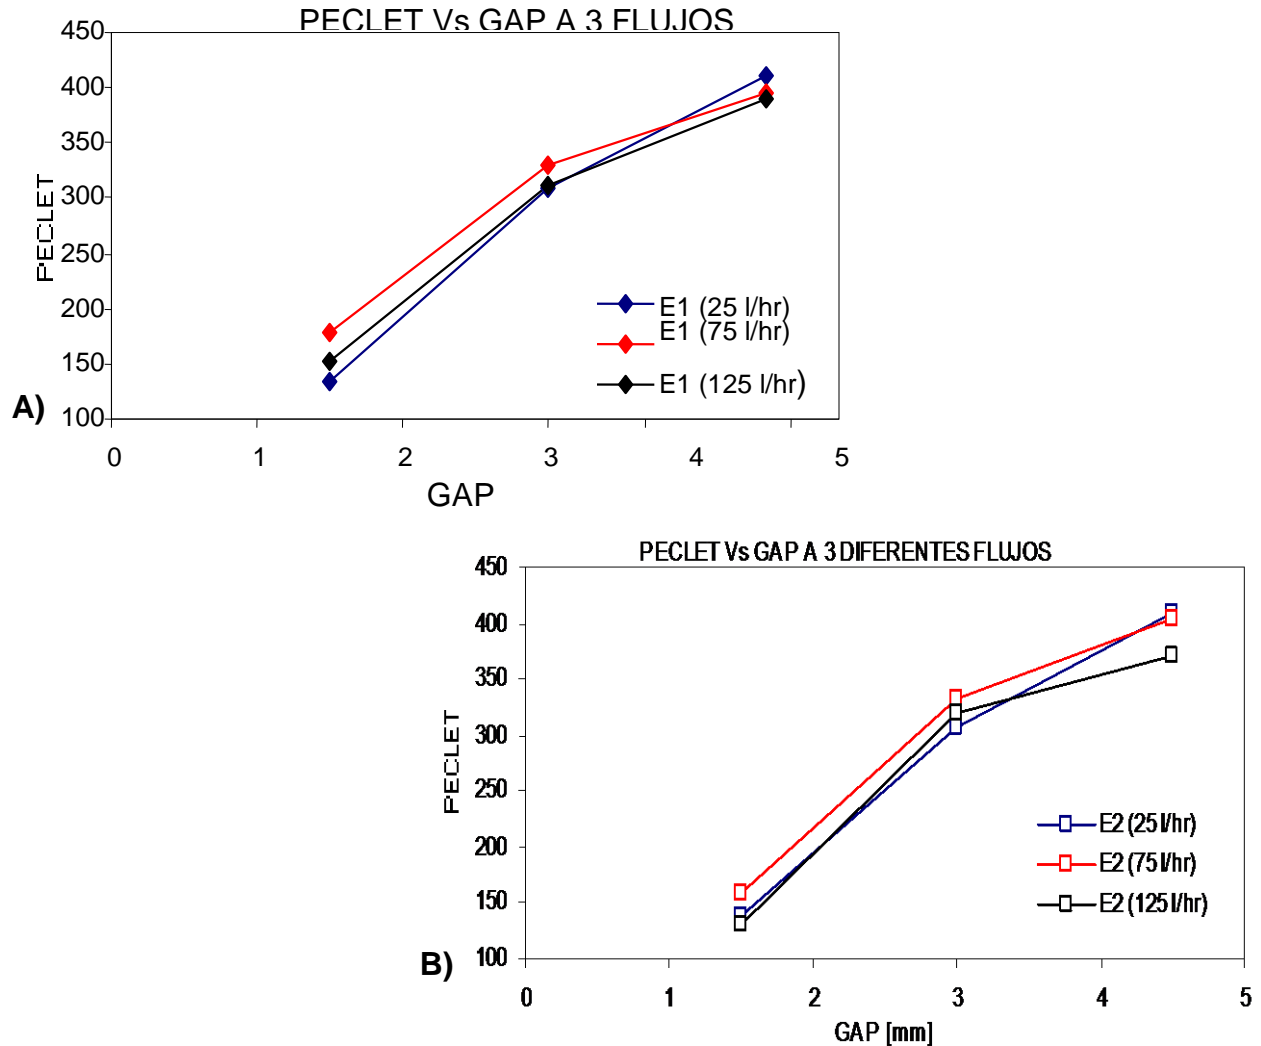 PECLET Vs GAP A 3 FLUJOS
450
400
350
300
250
200
150
100
PECLET
E1 (25 l/hr)
E1 (75 l/hr)
E1 (125 l/hr)
A)
0 1 2 3 4 5
GAP
PECLET Vs GAP A 3 DIFERENTES FLUJOS
450
400
350
300
250
200
150
100
PECLET
E2 (25 l/hr)
E2 (75 l/hr)
E2 (125 l/hr)
B)
0 1 2 3 4 5
GAP [mm]